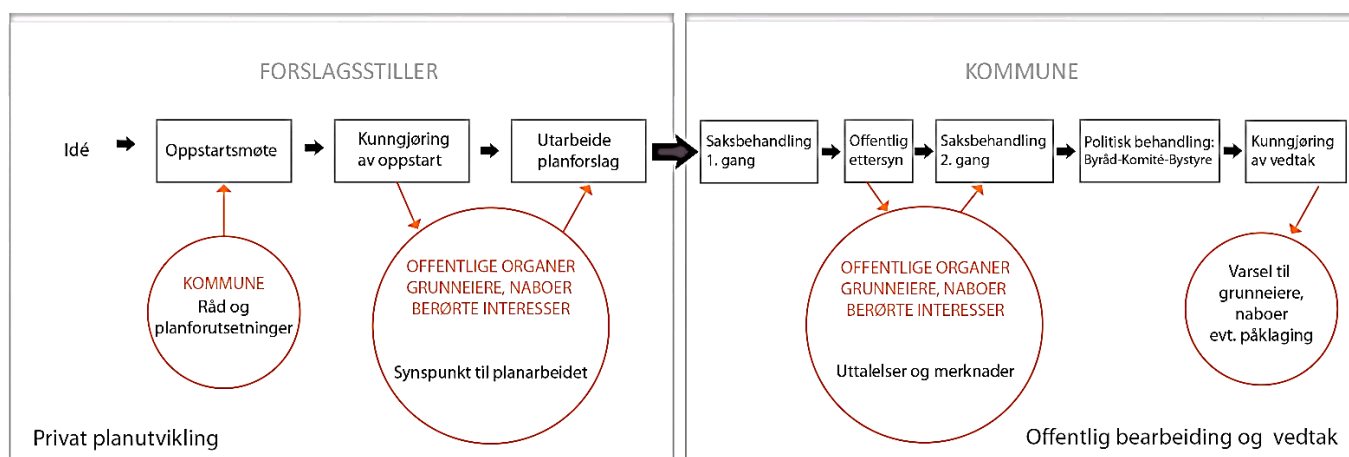 FORSLAGSSTILLER
Idé
Oppstartsmøte
Kunngjøring
av oppstart
Utarbeide
planforslag
KOMMUNE
Råd og
planforutsetninger
OFFENTLIGE ORGANER
GRUNNEIERE, NABOER
BERØRTE INTERESSER
Synspunkt til planarbeidet
Privat planutvikling
KOMMUNE
Saksbehandling
1. gang
Offentlig
ettersyn
Saksbehandling
2. gang
Politisk behandling:
Byråd-Komité-Bystyre
Kunngjøring
av vedtak
OFFENTLIGE ORGANER
GRUNNEIERE, NABOER
BERØRTE INTERESSER
Uttalelser og merknader
Varsel til
grunneiere,
naboer
evt. påklaging
Offentlig bearbeiding og vedtak